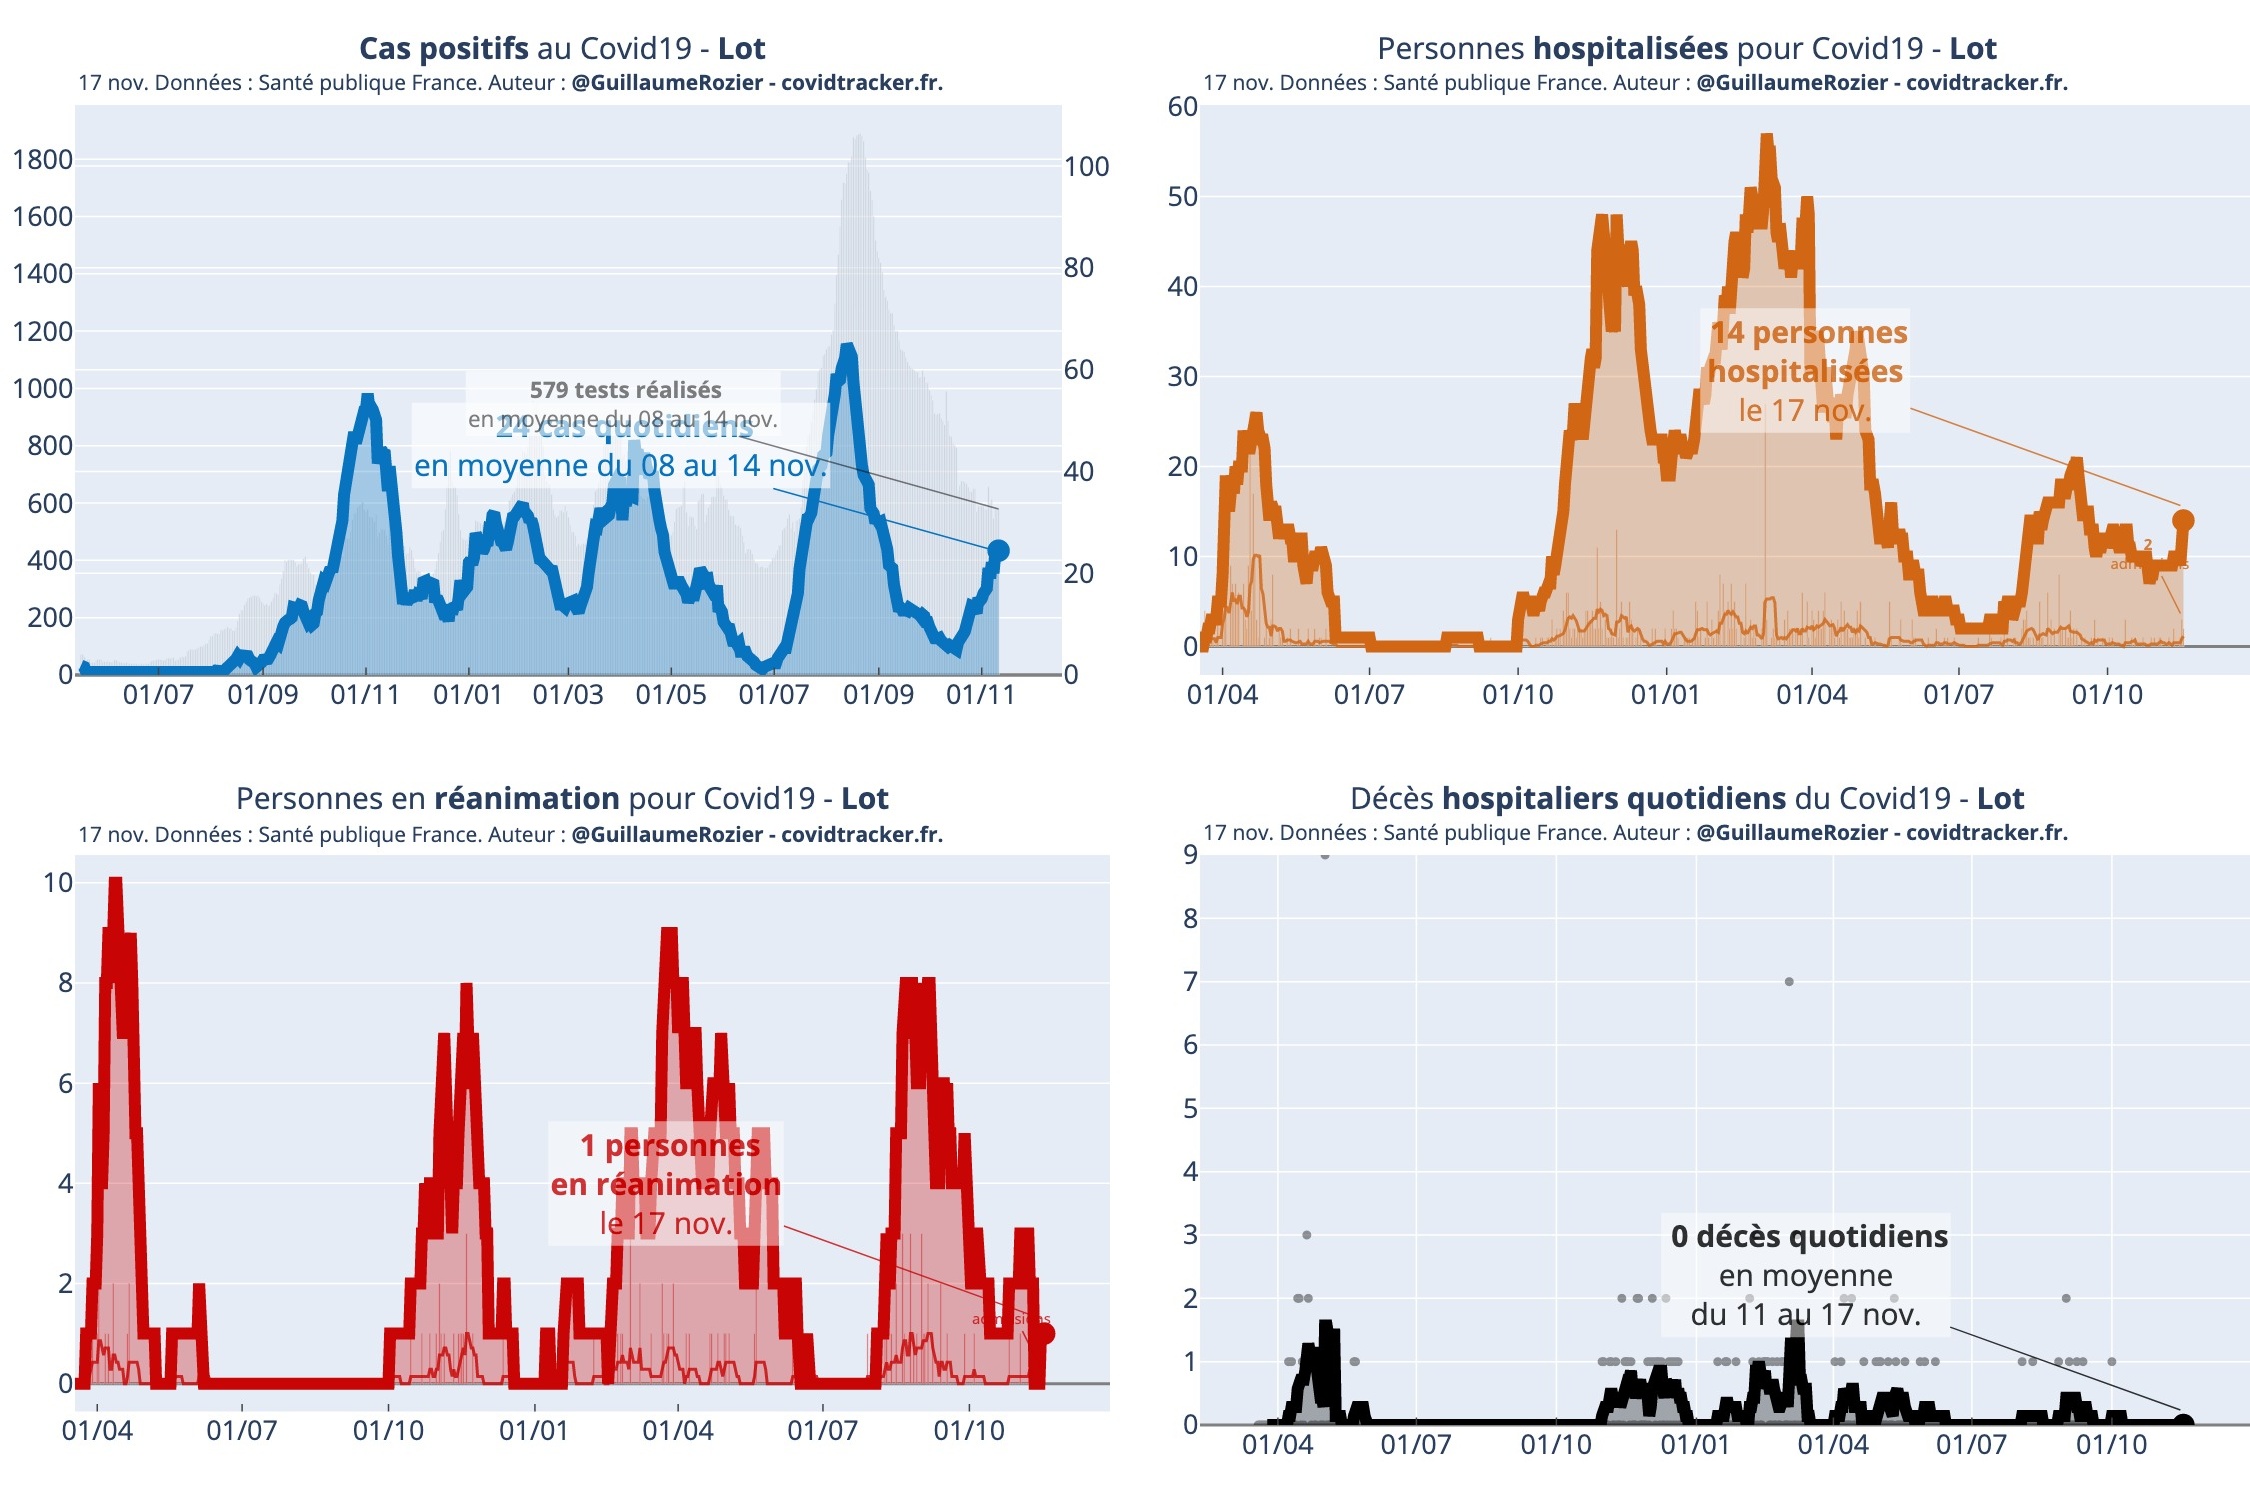 Cas positifs au Covid19 - Lot
17 nov. Données : Santé publique France. Auteur : @GuillaumeRozier - covidtracker.fr.
1800
1600
1400
1200
1000
800
600
400
200
0
100
80
60
40
20
0
579 tests réalisés
en moyenne du 08 au 14 nov.
24 cas quotidiens
en moyenne du 08 au 14 nov.
01/07 01/09 01/11 01/01 01/03 01/05 01/07 01/09 01/11
Personnes hospitalisées pour Covid19 - Lot
17 nov. Données : Santé publique France. Auteur : @GuillaumeRozier - covidtracker.fr.
60
50
40
30
20
10
0
14 personnes
hospitalisées
le 17 nov.
2
01/04 01/07 01/10 01/01 01/04 01/07 01/10
Personnes en réanimation pour Covid19 - Lot
17 nov. Données : Santé publique France. Auteur : @GuillaumeRozier - covidtracker.fr.
10
8
6
4
2
0
1 personnes
en réanimation
le 17 nov.
admissions
01/04 01/07 01/10 01/01 01/04 01/07 01/10
Décès hospitaliers quotidiens du Covid19 - Lot
17 nov. Données : Santé publique France. Auteur : @GuillaumeRozier - covidtracker.fr.
9
8
7
6
5
4
3
2
1
0
0 décès quotidiens
en moyenne
du 11 au 17 nov.
01/04 01/07 01/10 01/01 01/04 01/07 01/10